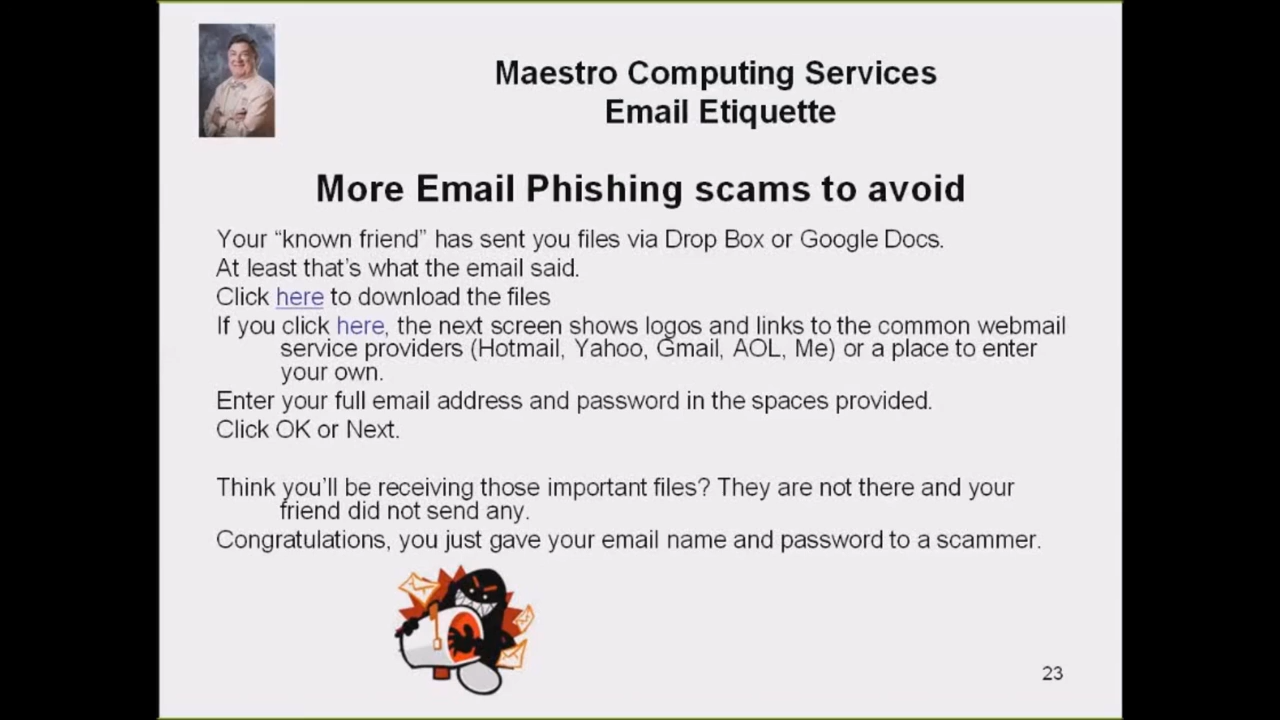 Maestro Computing Services
Email Etiquette
More Email Phishing scams to avoid
Your “known friend” has sent you files via Drop Box or Google Docs.
At least that’s what the email said.
Click here to download the files
If you click here, the next screen shows logos and links to the common webmail
service providers (Hotmail, Yahoo, Gmail, AOL, Me) or a place to enter
your own.
Enter your full email address and password in the spaces provided.
Click OK or Next.
Think you’ll be receiving those important files? They are not there and your
friend did not send any.
Congratulations, you just gave your email name and password to a scammer.
23